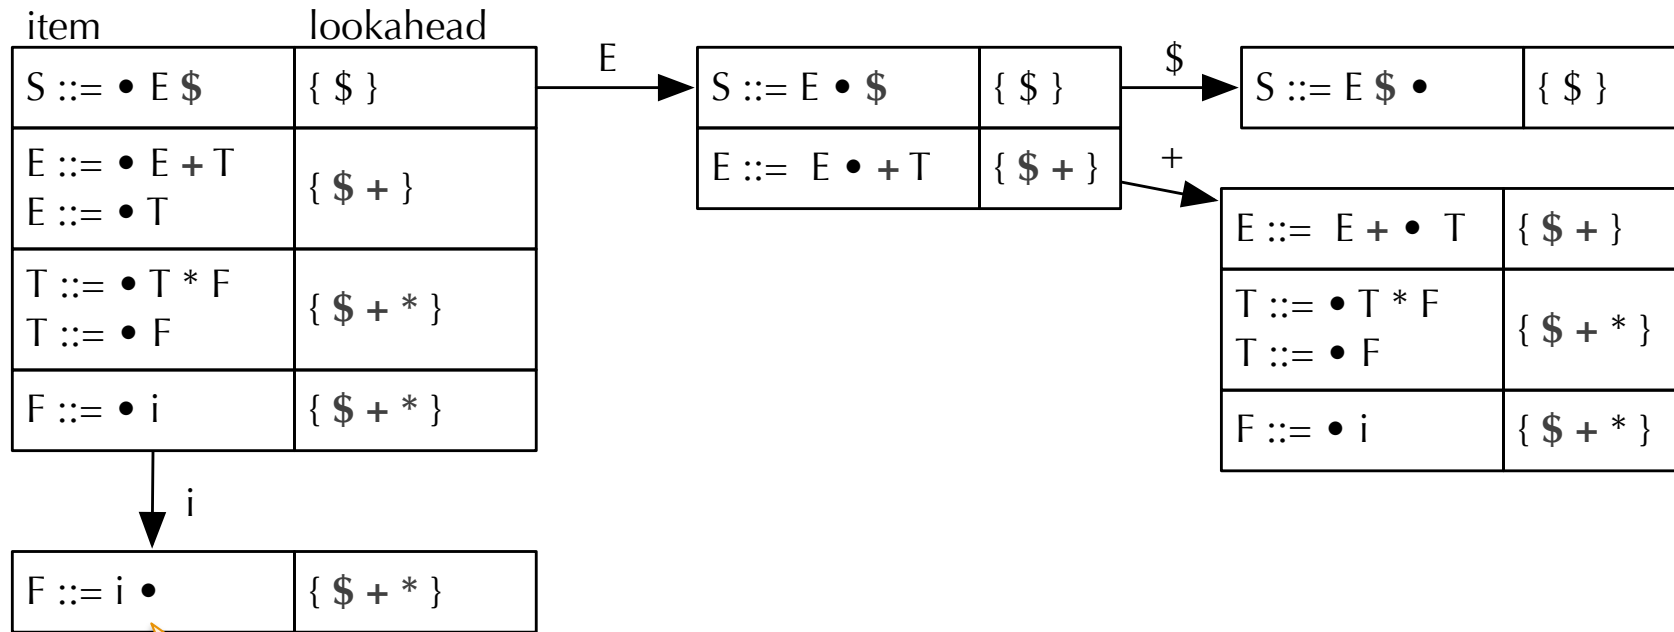 item lookahead
S ::= • E $ { $ }
E ::= • E + T
E ::= • T
{ $ + }
T ::= • T * F
T ::= • F
{ $ + * }
F ::= • i { $ + * }
E
S ::= E • $ { $ }
E ::= E • + T { $ + }
$
S ::= E $ • { $ }
+
E ::= E + • T { $ + }
T ::= • T * F
T ::= • F
{ $ + * }
F ::= • i { $ + * }
i
F ::= i • { $ + * }